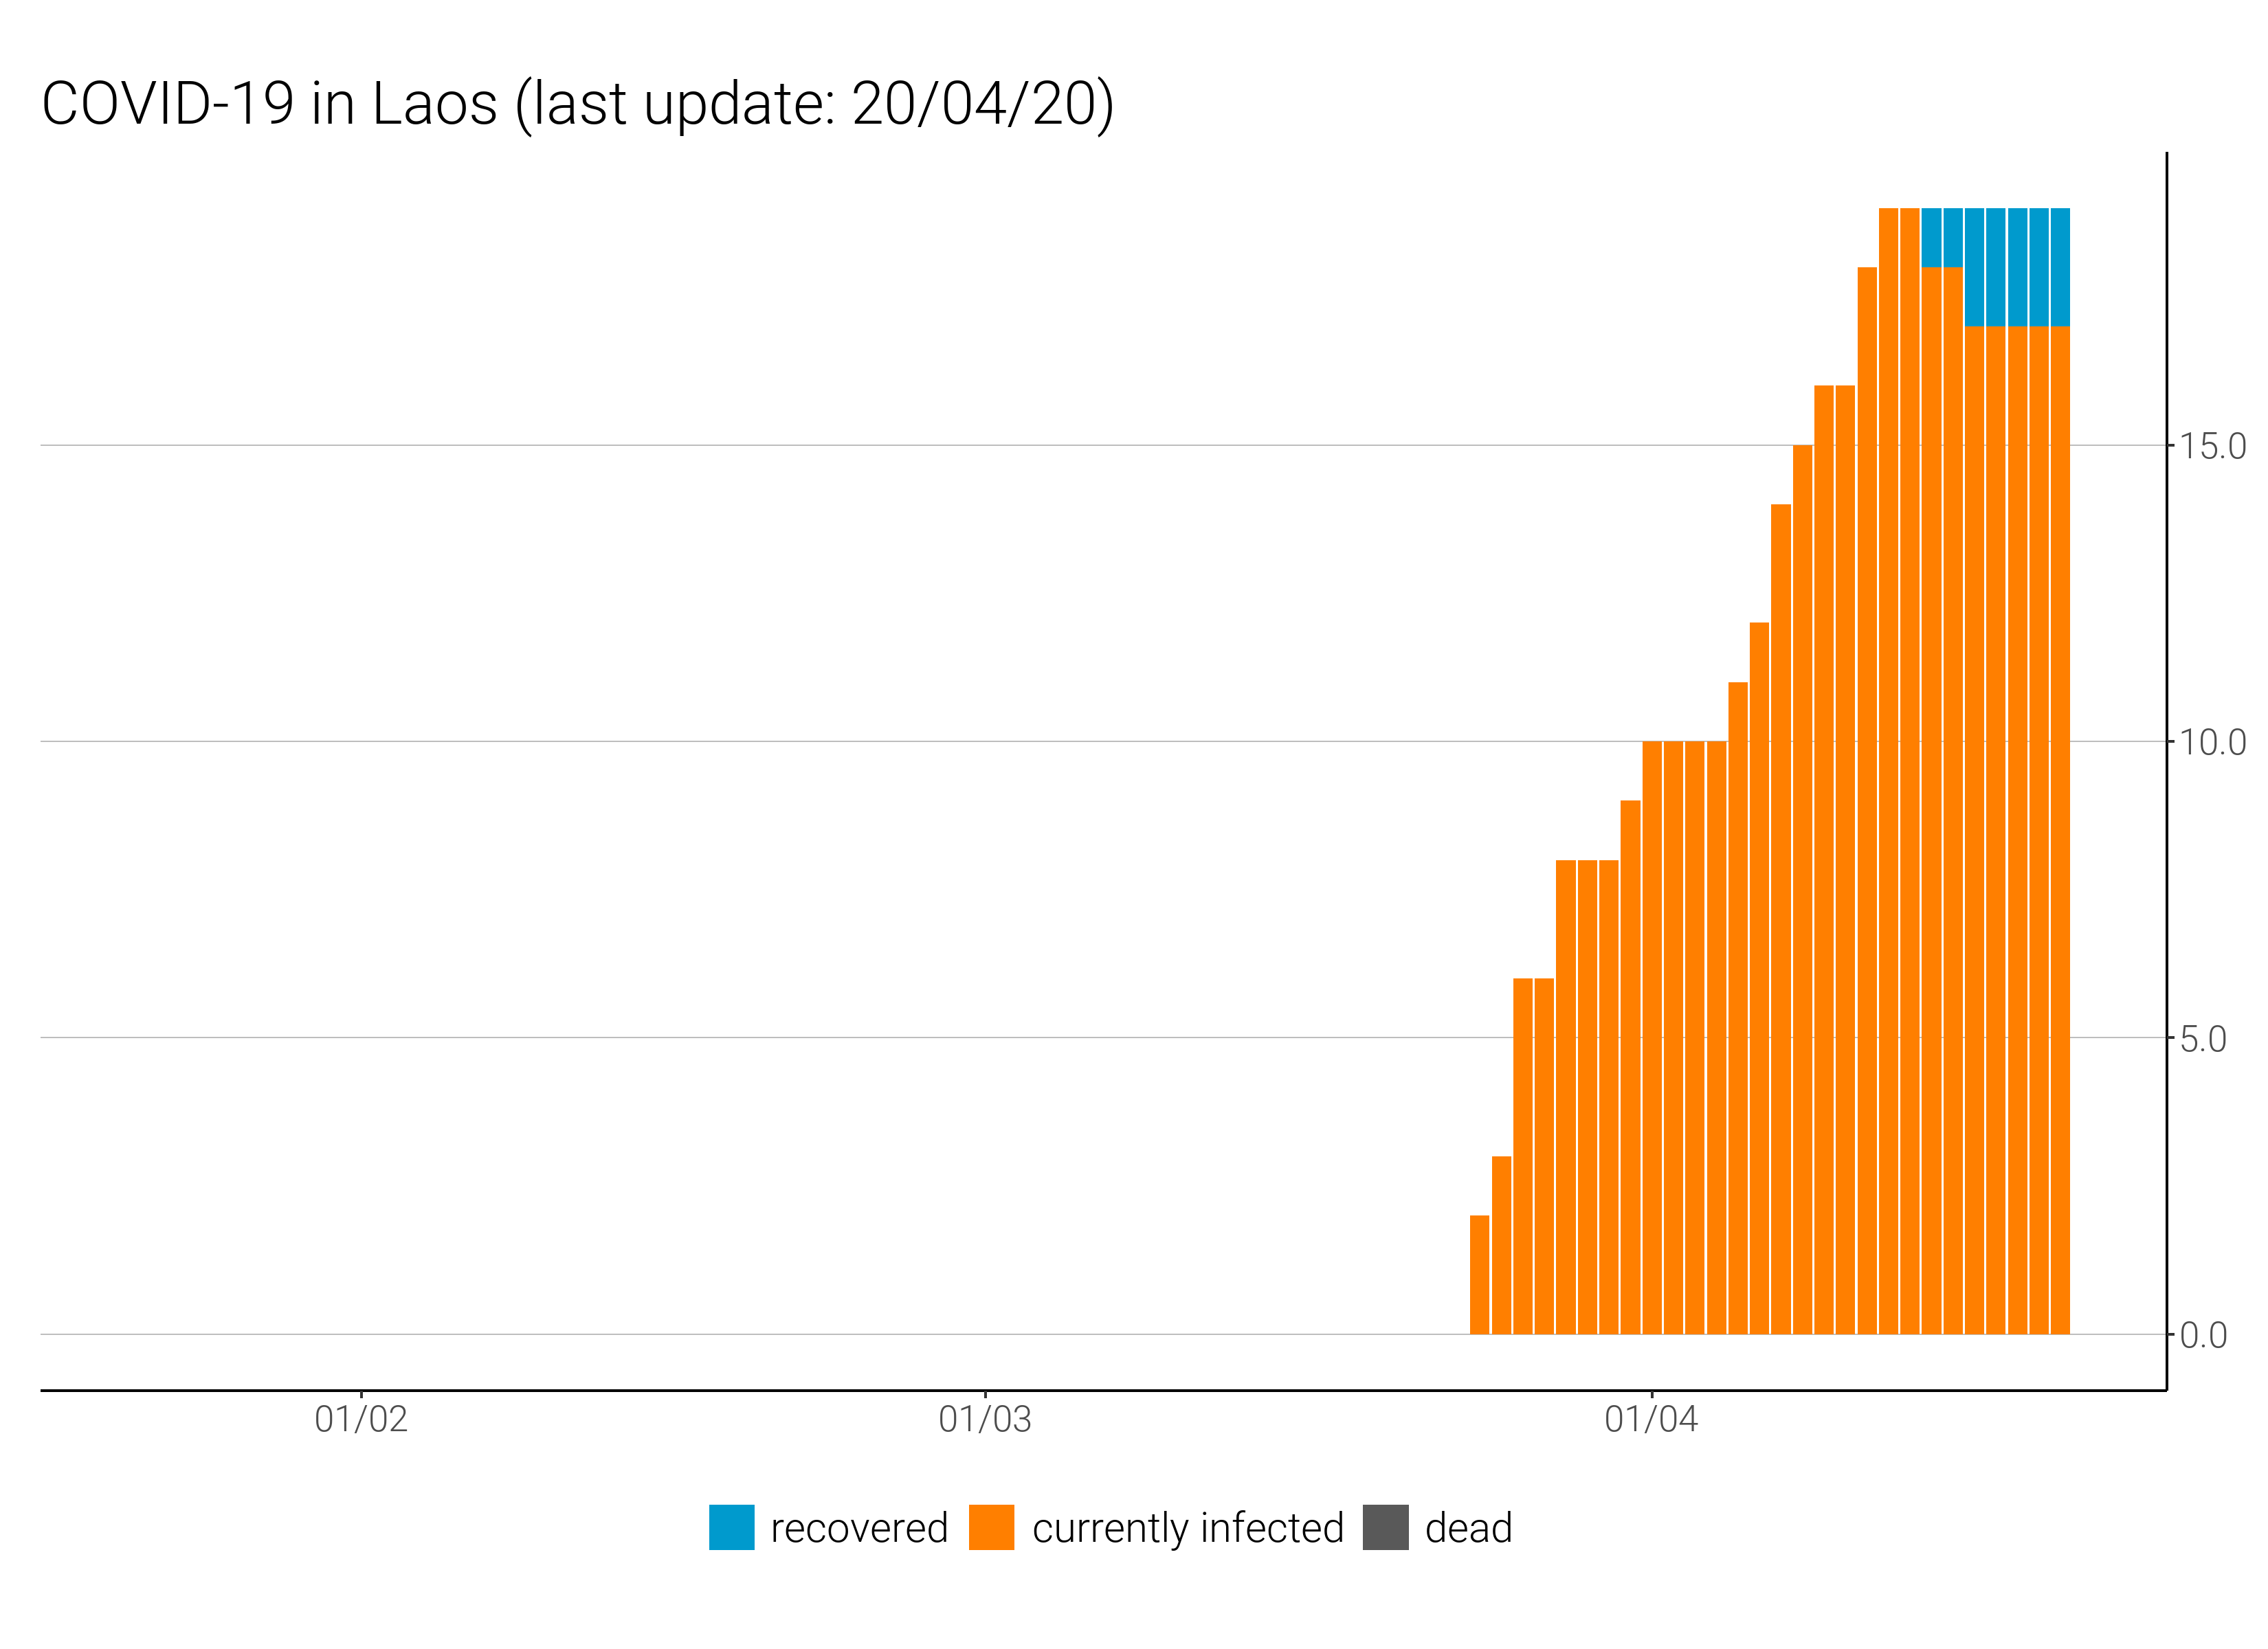 COVID-19 in Laos (last update: 20/04/20)
15.0
10.0
5.0
0.0
01/02 01/03 01/04
recovered currently infected dead